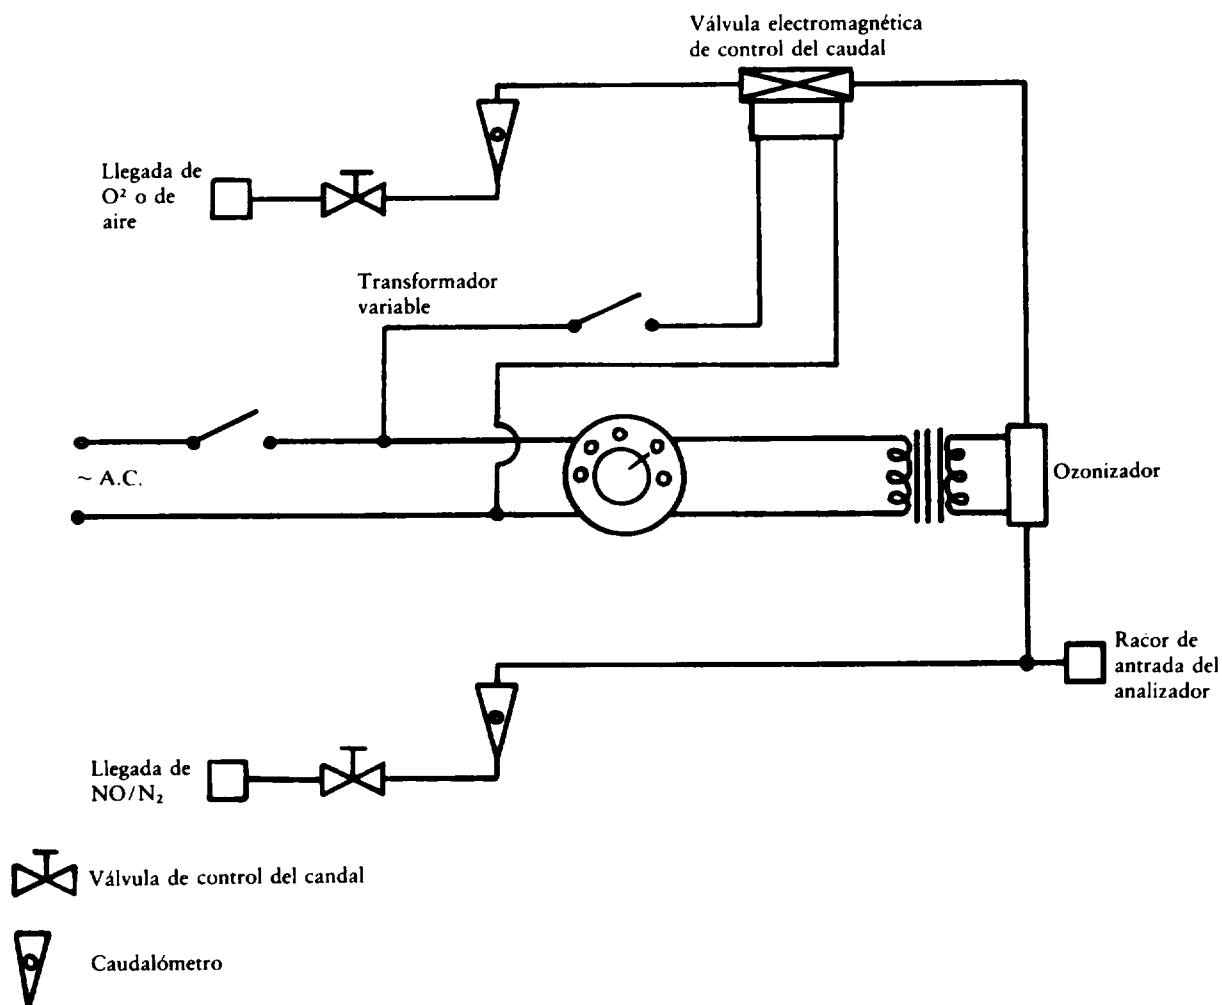 Válvula electromagnética
de control del caudal
Llegada de
O² o de
aire
Transformador
variable
~ A.C.
Ozonizador
Racor de
antrada del
analizador
Llegada de
NO/N₂
Válvula de control del candal
Caudalómetro